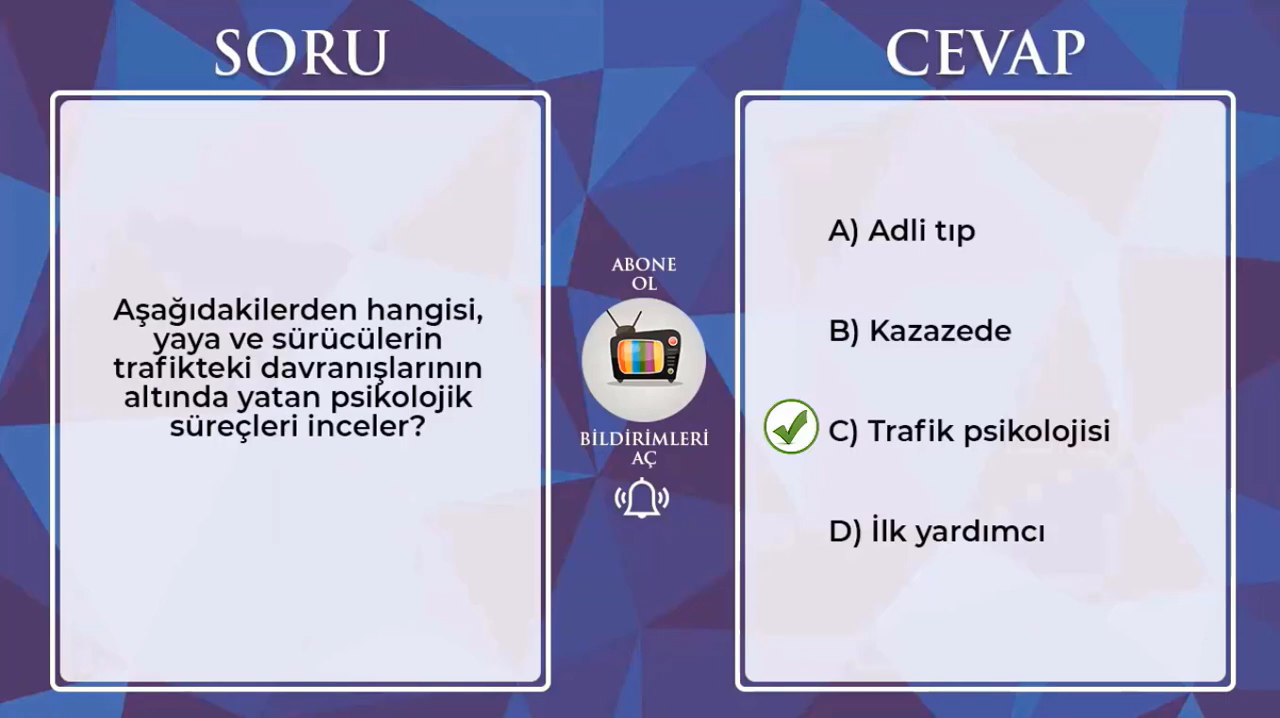 SORU
Aşağıdakilerden hangisi,
yaya ve sürücülerin
trafikteki davranışlarının
altında yatan psikolojik
süreçleri inceler?
ABONE
OL
BİLDİRİMLERİ
AÇ
CEVAP
A) Adli tıp
B) Kazazede
C) Trafik psikolojisi
D) İlk yardımcı